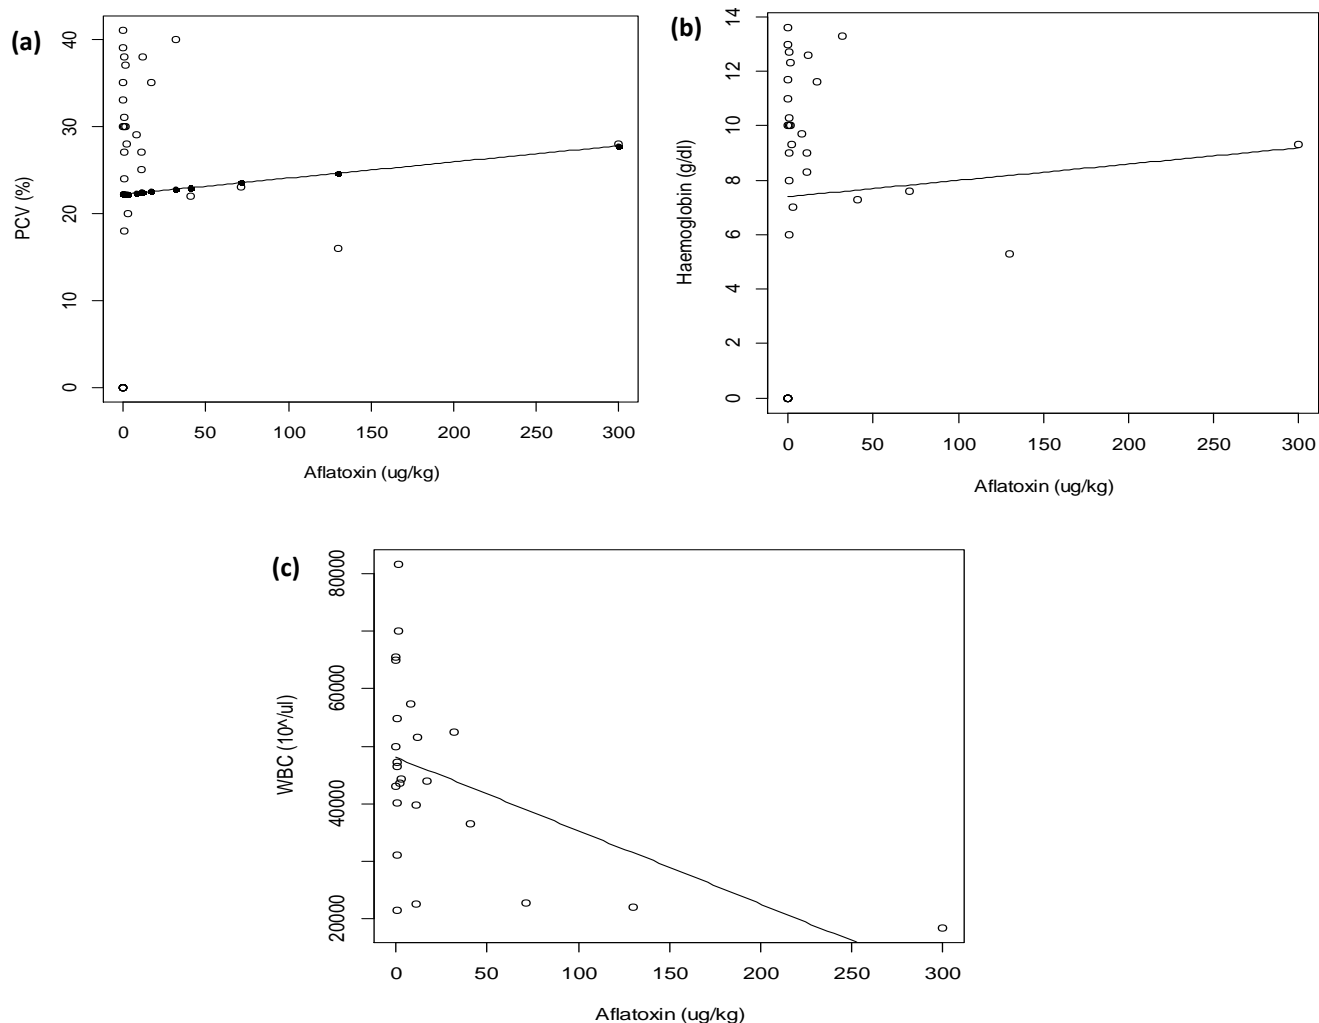 (a)
PCV (%)
40
30
20
10
0
0 50 100 150 200 250 300
Aflatoxin (ug/kg)
(b)
Haemoglobin (g/dl)
14
12
10
8
6
4
2
0
0 50 100 150 200 250 300
Aflatoxin (ug/kg)
(c)
WBC (10^/ul)
80000
60000
40000
20000
0 50 100 150 200 250 300
Aflatoxin (ug/kg)